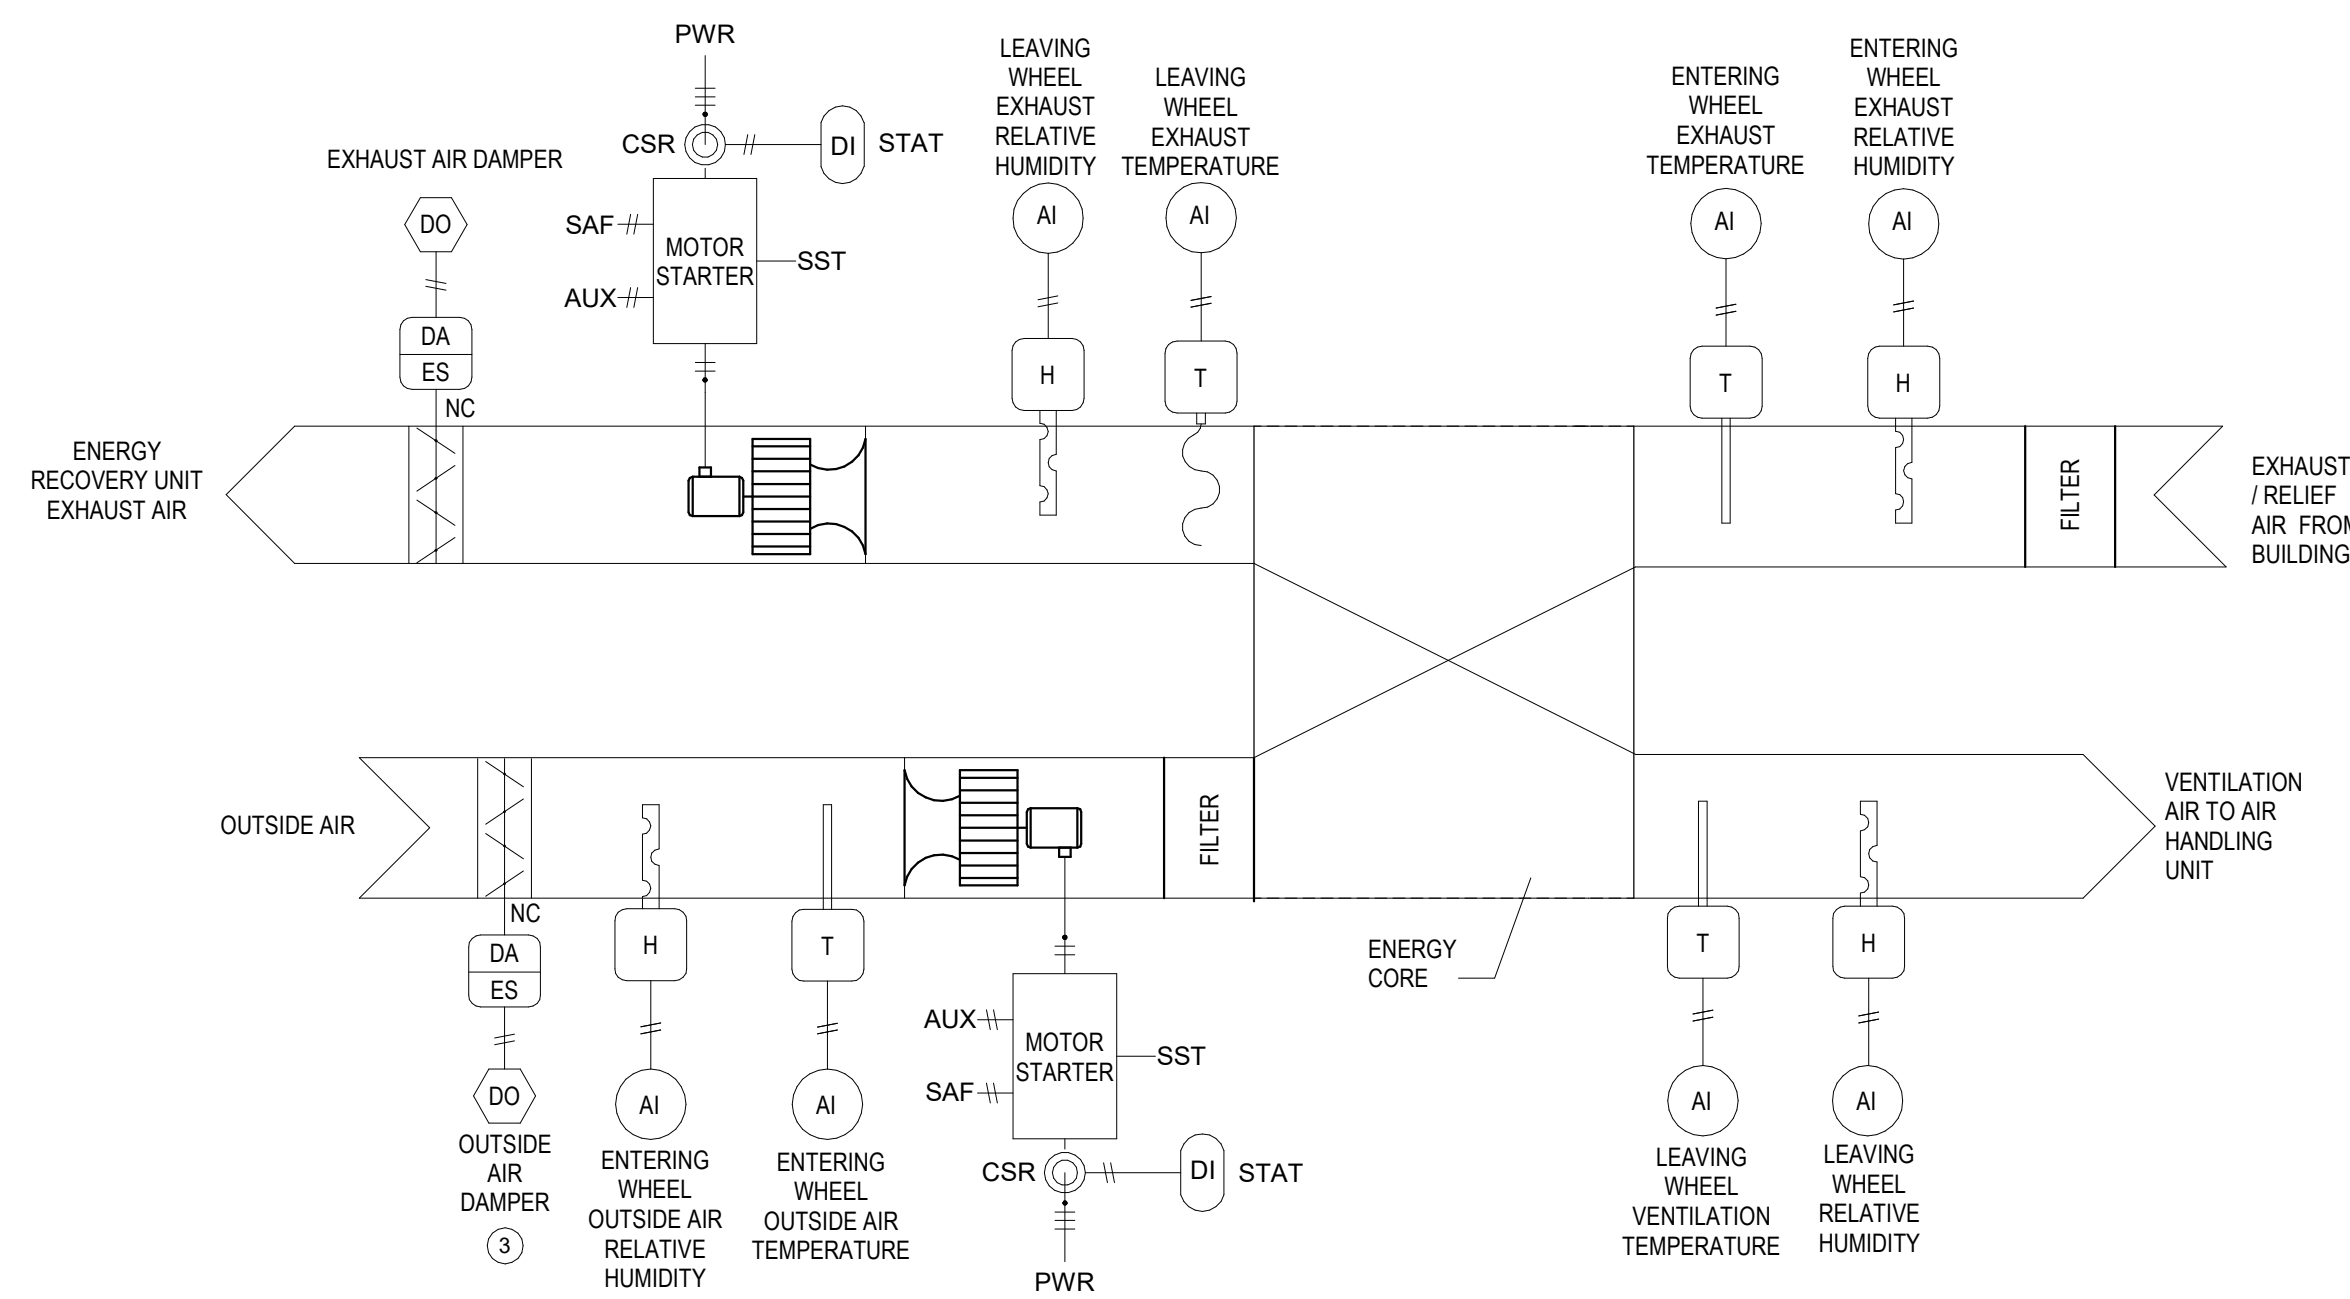 PWR
LEAVING
WHEEL
EXHAUST
RELATIVE
HUMIDITY
LEAVING
WHEEL
EXHAUST
TEMPERATURE
ENTERING
WHEEL
EXHAUST
TEMPERATURE
ENTERING
WHEEL
EXHAUST
RELATIVE
HUMIDITY
EXHAUST AIR DAMPER
CSR
DI
STAT
DO
SAF
MOTOR
STARTER
SST
AUX
AI
AI
AI
AI
DA
ES
NC
H
T
T
H
ENERGY
RECOVERY UNIT
EXHAUST AIR
FILTER
EXHAUST
/ RELIEF
AIR FROM
BUILDING
OUTSIDE AIR
FILTER
VENTILATION
AIR TO AIR
HANDLING
UNIT
NC
DA
ES
H
T
ENERGY
CORE
T
H
AUX
MOTOR
STARTER
SST
SAF
DO
AI
AI
AI
AI
OUTSIDE
AIR
DAMPER
3
ENTERING
WHEEL
OUTSIDE AIR
RELATIVE
HUMIDITY
ENTERING
WHEEL
OUTSIDE AIR
TEMPERATURE
CSR
DI
STAT
PWR
LEAVING
WHEEL
VENTILATION
TEMPERATURE
LEAVING
WHEEL
RELATIVE
HUMIDITY